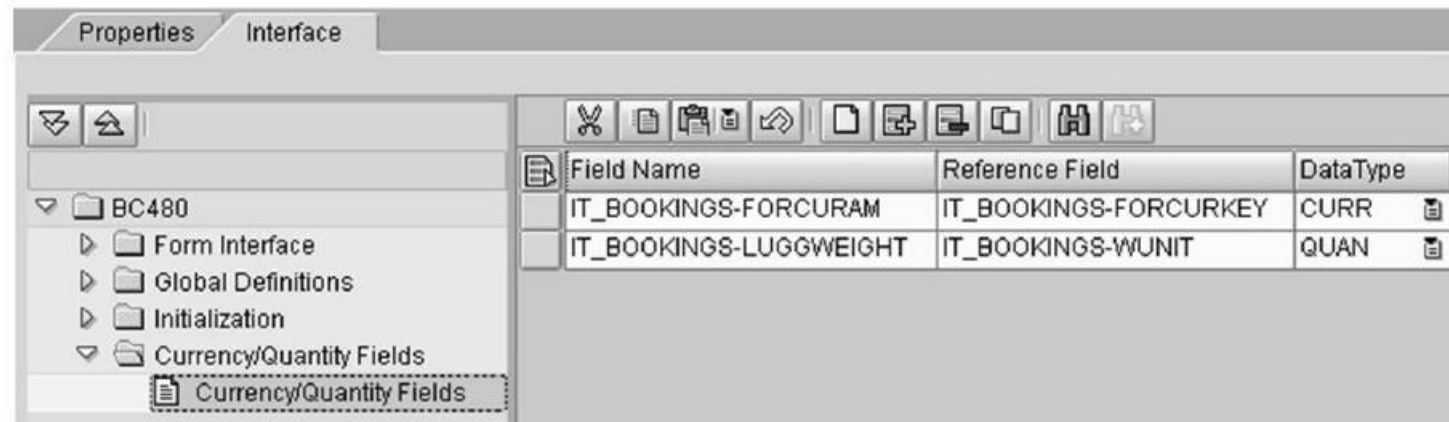 Properties Interface
Field Name Reference Field DataType
BC480 IT_BOOKINGS-FORCURAM IT_BOOKINGS-FORCURKEY CURR
Form Interface IT_BOOKINGS-LUGGWEIGHT IT_BOOKINGS-WUNIT QUAN
Global Definitions
Initialization
Currency/Quantity Fields
Currency/Quantity Fields